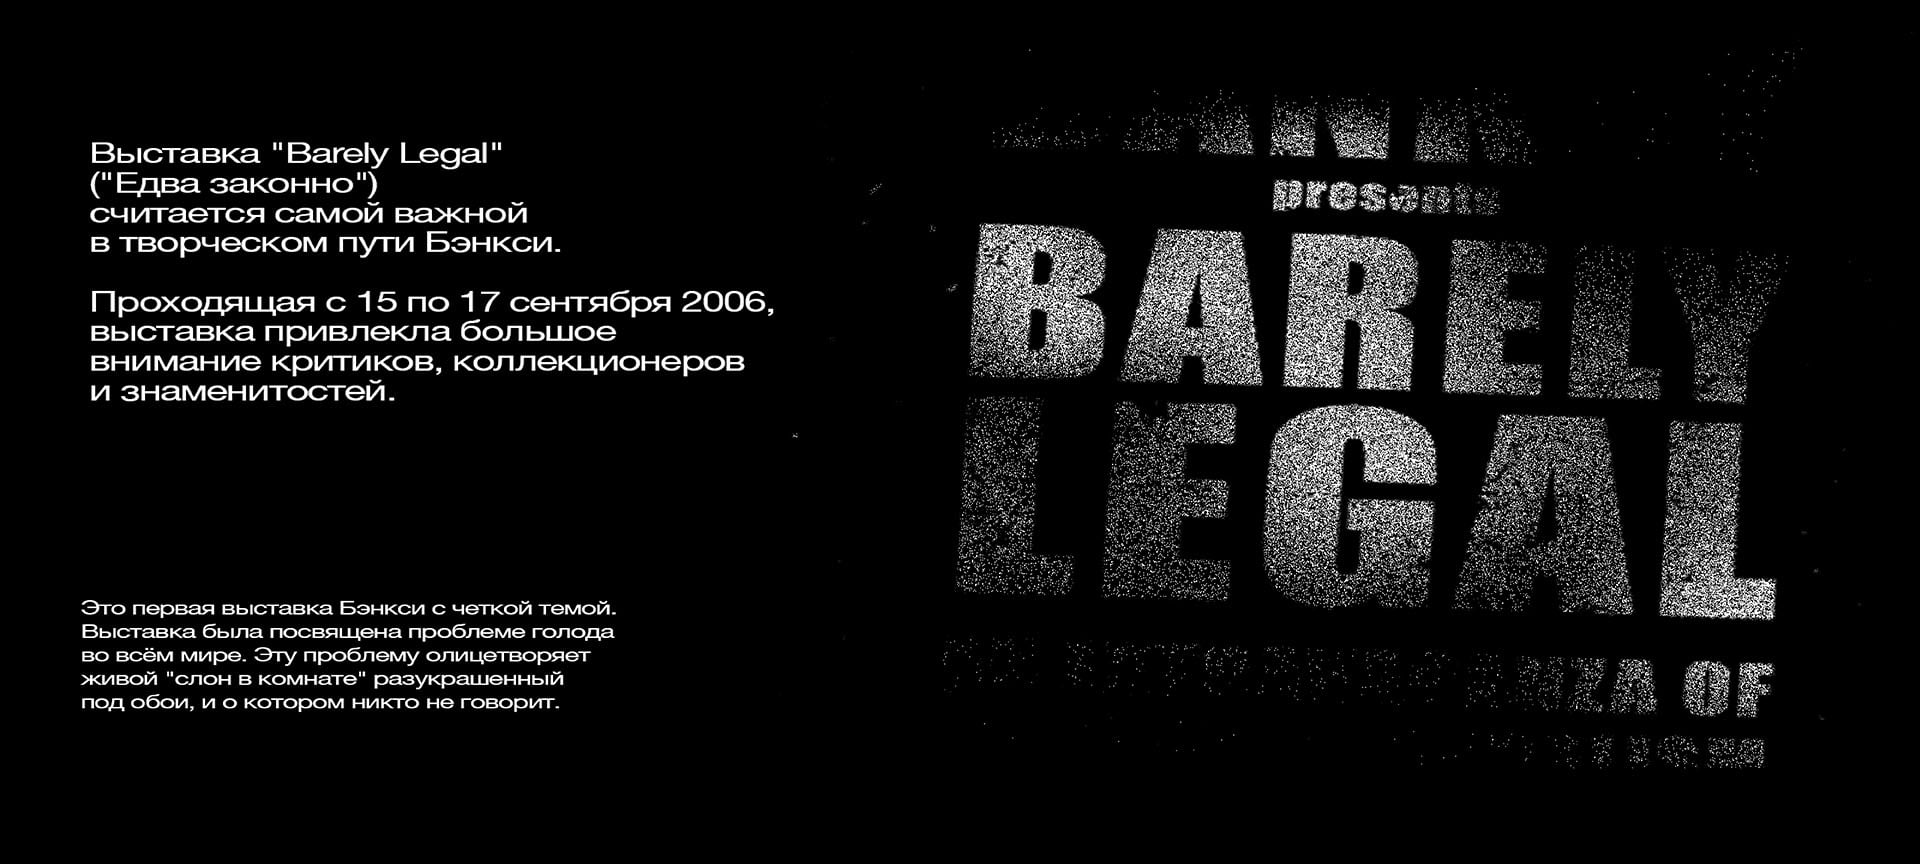 Выставка "Barely Legal"
("Едва законно")
считается самой важной
в творческом пути Бэнкси.
Проходящая с 15 по 17 сентября 2006,
выставка привлекла большое
внимание критиков, коллекционеров
и знаменитостей.
Это первая выставка Бэнкси с четкой темой.
Выставка была посвящена проблеме голода
во всём мире. Эту проблему олицетворяет
живой "слон в комнате" разукрашенный
под обои, и о котором никто не говорит.
presents
BARELY
LEGAL
OF